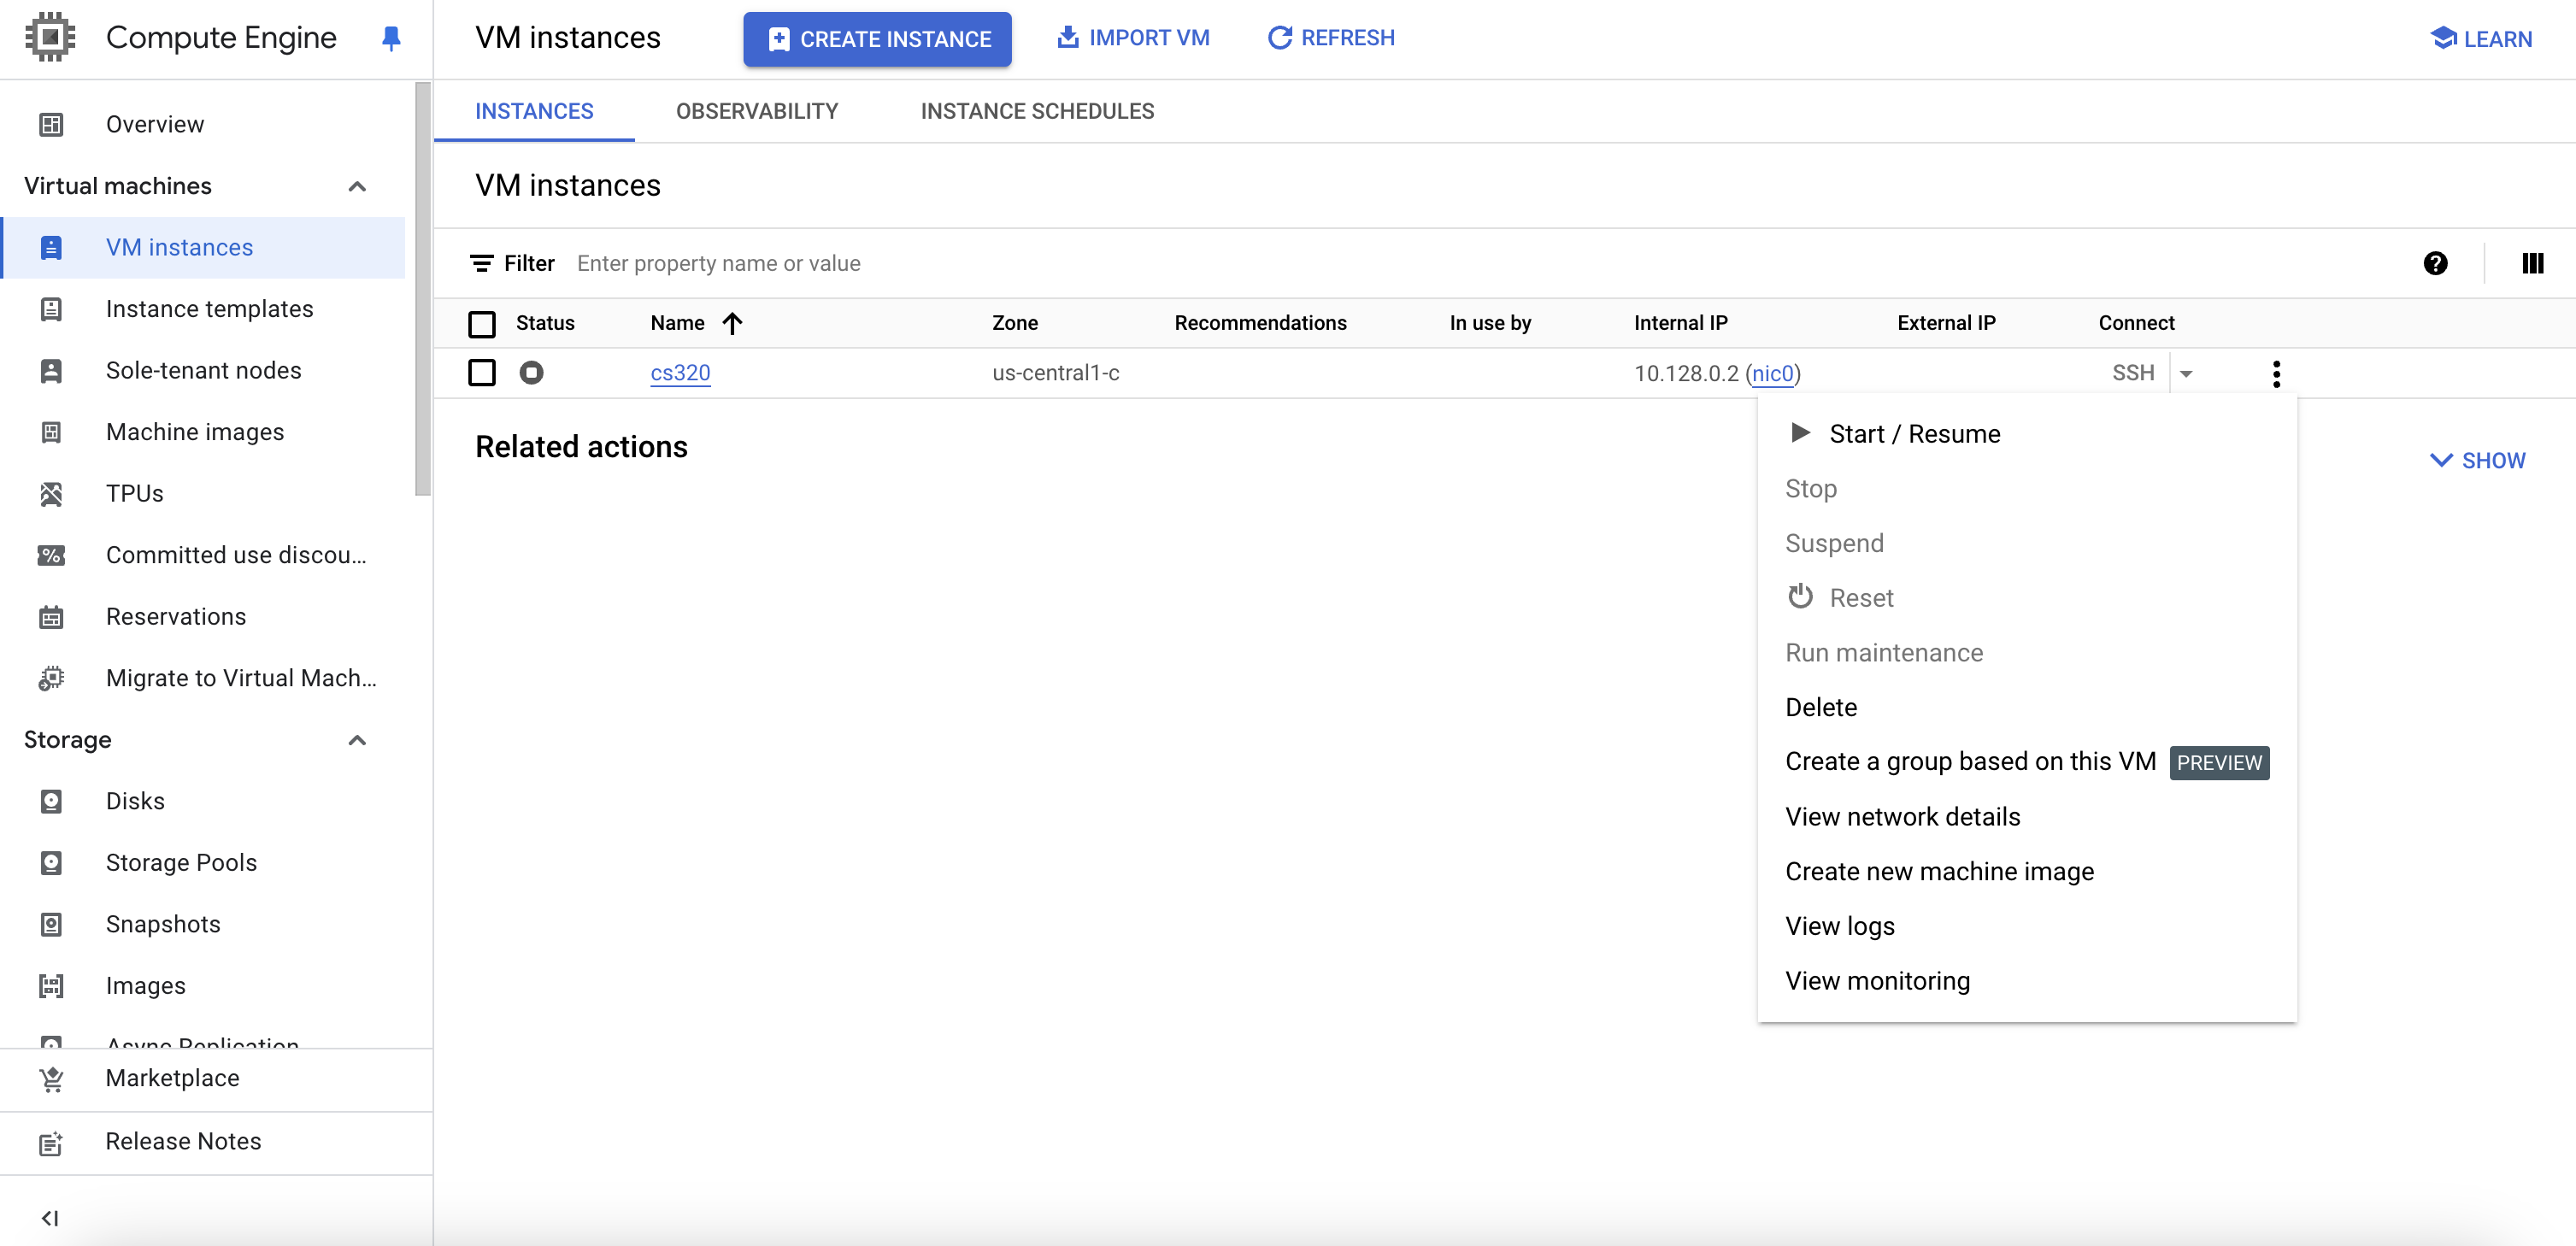 Compute Engine
VM instances
CREATE INSTANCE
IMPORT VM
REFRESH
LEARN
Overview
Virtual machines
VM instances
Instance templates
Sole-tenant nodes
Machine images
TPUs
Committed use discou...
Reservations
Migrate to Virtual Mach...
Storage
Disks
Storage Pools
Snapshots
Images
Async Replication
Marketplace
Release Notes
INSTANCES OBSERVABILITY INSTANCE SCHEDULES
VM instances
Filter Enter property name or value
Status Name Zone Recommendations In use by Internal IP External IP Connect
cs320 us-central1-c 10.128.0.2 (nic0) SSH
Related actions
SHOW
Start / Resume
Stop
Suspend
Reset
Run maintenance
Delete
Create a group based on this VM PREVIEW
View network details
Create new machine image
View logs
View monitoring